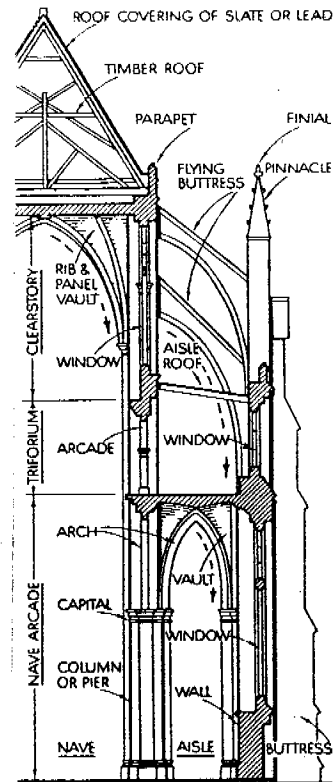 ROOF COVERING OF SLATE OR LEAD
TIMBER ROOF
PARAPET
FINIAL
PINNACLE
FLYING
BUTTRESS
RIB &
PANEL
VAULT
CLEARSTORY
WINDOW
AISLE
ROOF
TRIFORIUM
ARCADE
WINDOW
ARCH
VAULT
NAVE ARCADE
CAPITAL
WINDOW
COLUMN
OR PIER
WALL
NAVE
AISLE
BUTTRESS